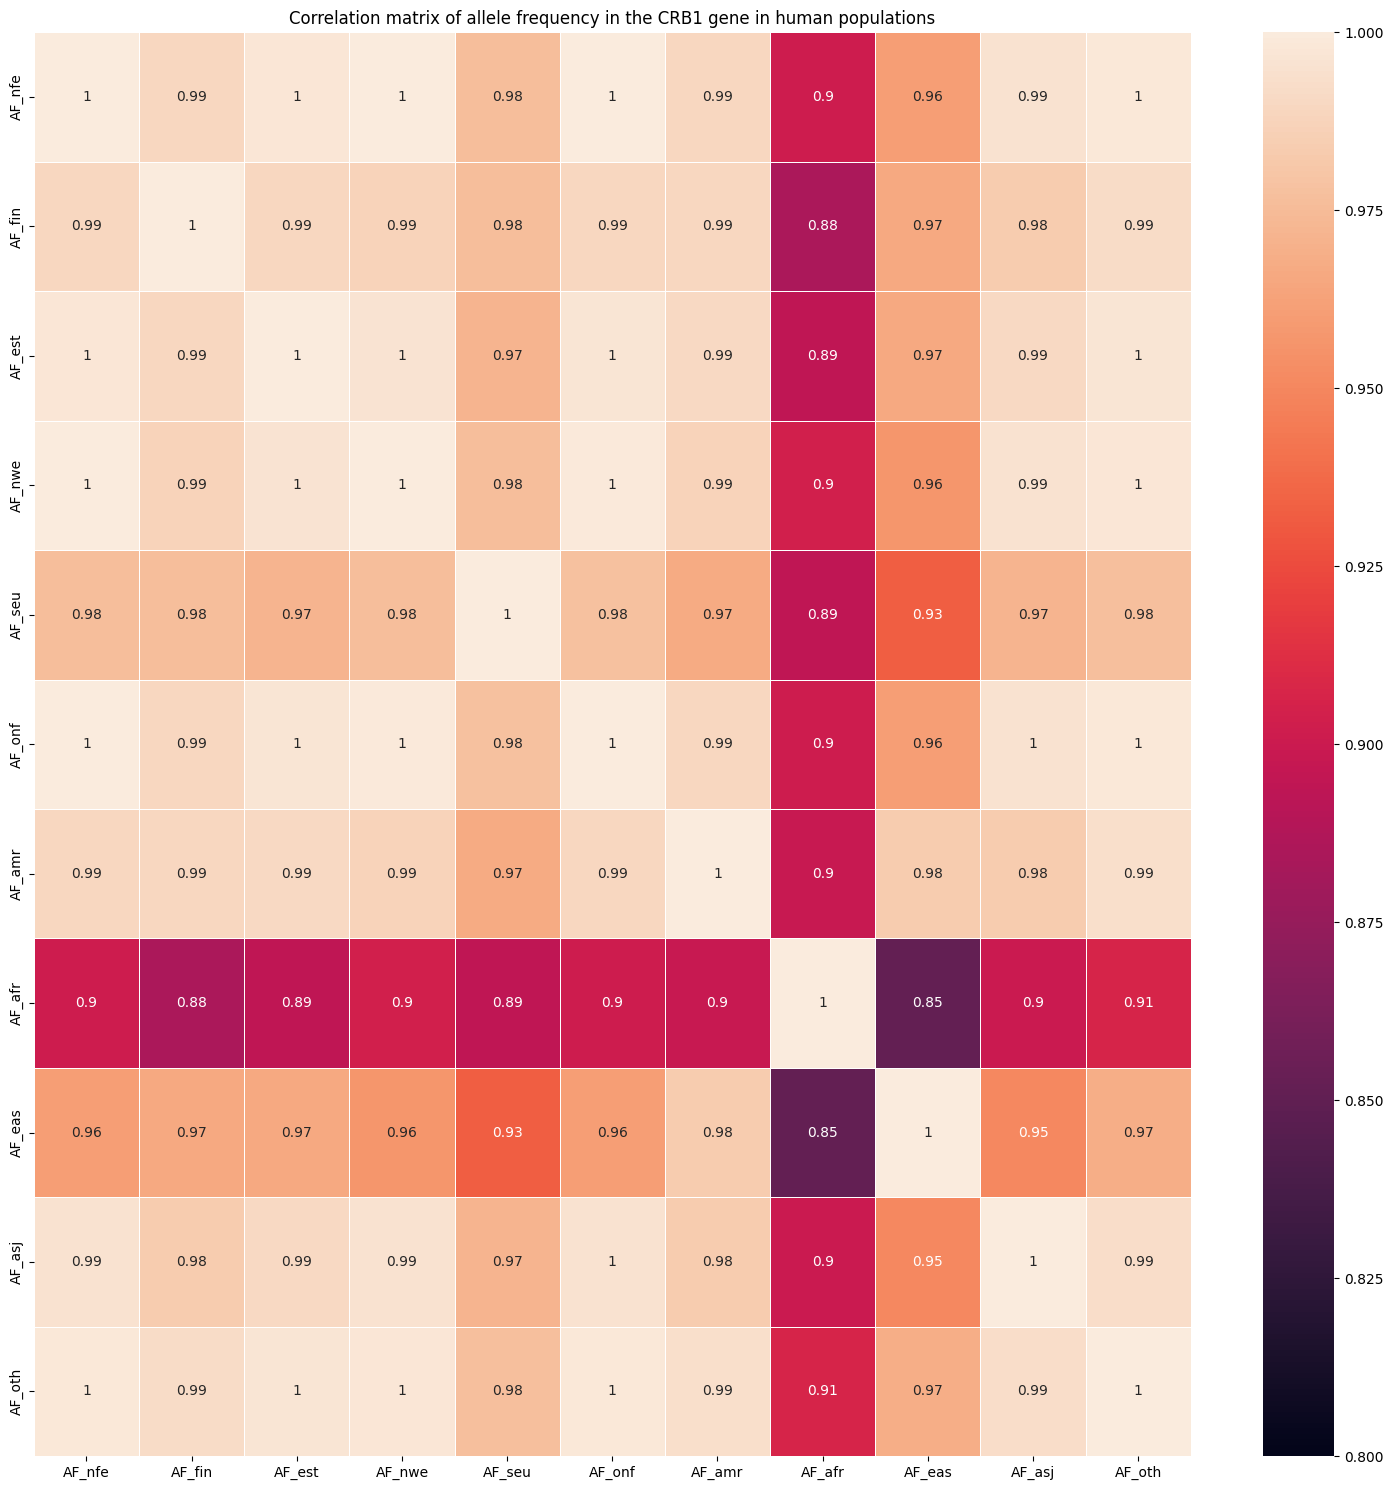 Correlation matrix of allele frequency in the CRB1 gene in human populations
AF_nfe 1 0.99 1 1 0.98 1 0.99 0.9 0.96 0.99 1
AF_fin 0.99 1 0.99 0.99 0.98 0.99 0.99 0.88 0.97 0.98 0.99
AF_est 1 0.99 1 1 0.97 1 0.99 0.89 0.97 0.99 1
AF_nwe 1 0.99 1 1 0.98 1 0.99 0.9 0.96 0.99 1
AF_seu 0.98 0.98 0.97 0.98 1 0.98 0.97 0.89 0.93 0.97 0.98
AF_onf 1 0.99 1 1 0.98 1 0.99 0.9 0.96 1 1
AF_amr 0.99 0.99 0.99 0.99 0.97 0.99 1 0.9 0.98 0.98 0.99
AF_afr 0.9 0.88 0.89 0.9 0.89 0.9 0.9 1 0.85 0.9 0.91
AF_eas 0.96 0.97 0.97 0.96 0.93 0.96 0.98 0.85 1 0.95 0.97
AF_asj 0.99 0.98 0.99 0.99 0.97 1 0.98 0.9 0.95 1 0.99
AF_oth 1 0.99 1 1 0.98 1 0.99 0.91 0.97 0.99 1
AF_nfe AF_fin AF_est AF_nwe AF_seu AF_onf AF_amr AF_afr AF_eas AF_asj AF_oth
1.000
0.975
0.950
0.925
0.900
0.875
0.850
0.825
0.800